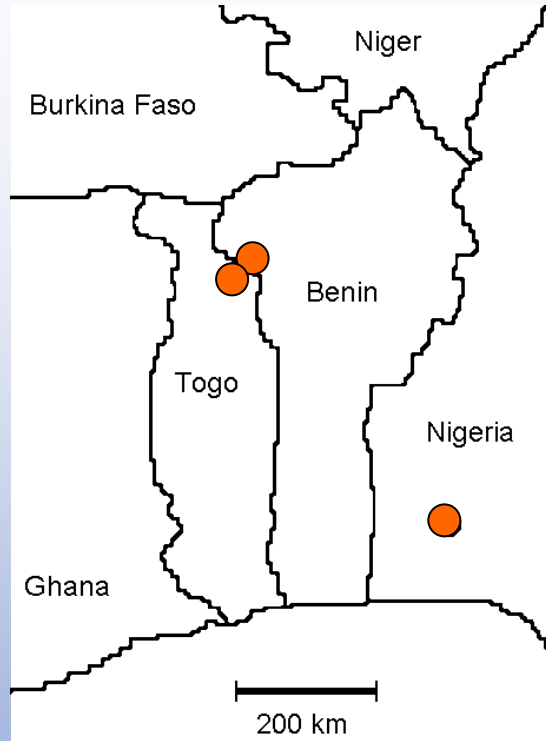 Niger
Burkina Faso
Benin
Togo
Nigeria
Ghana
200 km